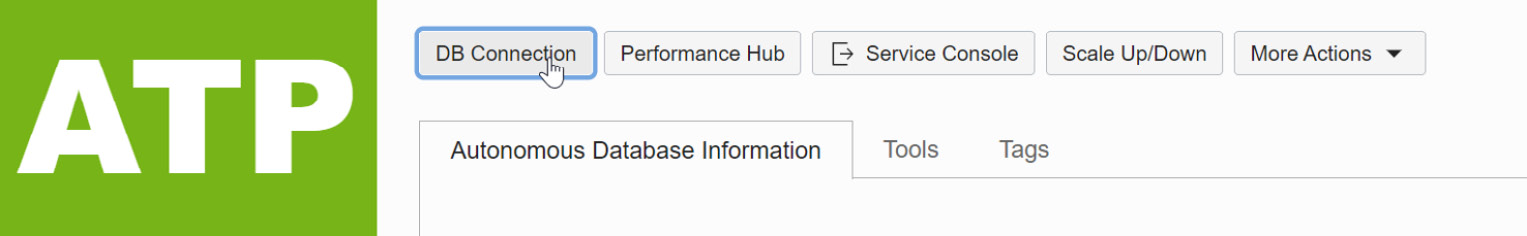 ATP
DB Connection Performance Hub Service Console Scale Up/Down More Actions
Autonomous Database Information Tools Tags